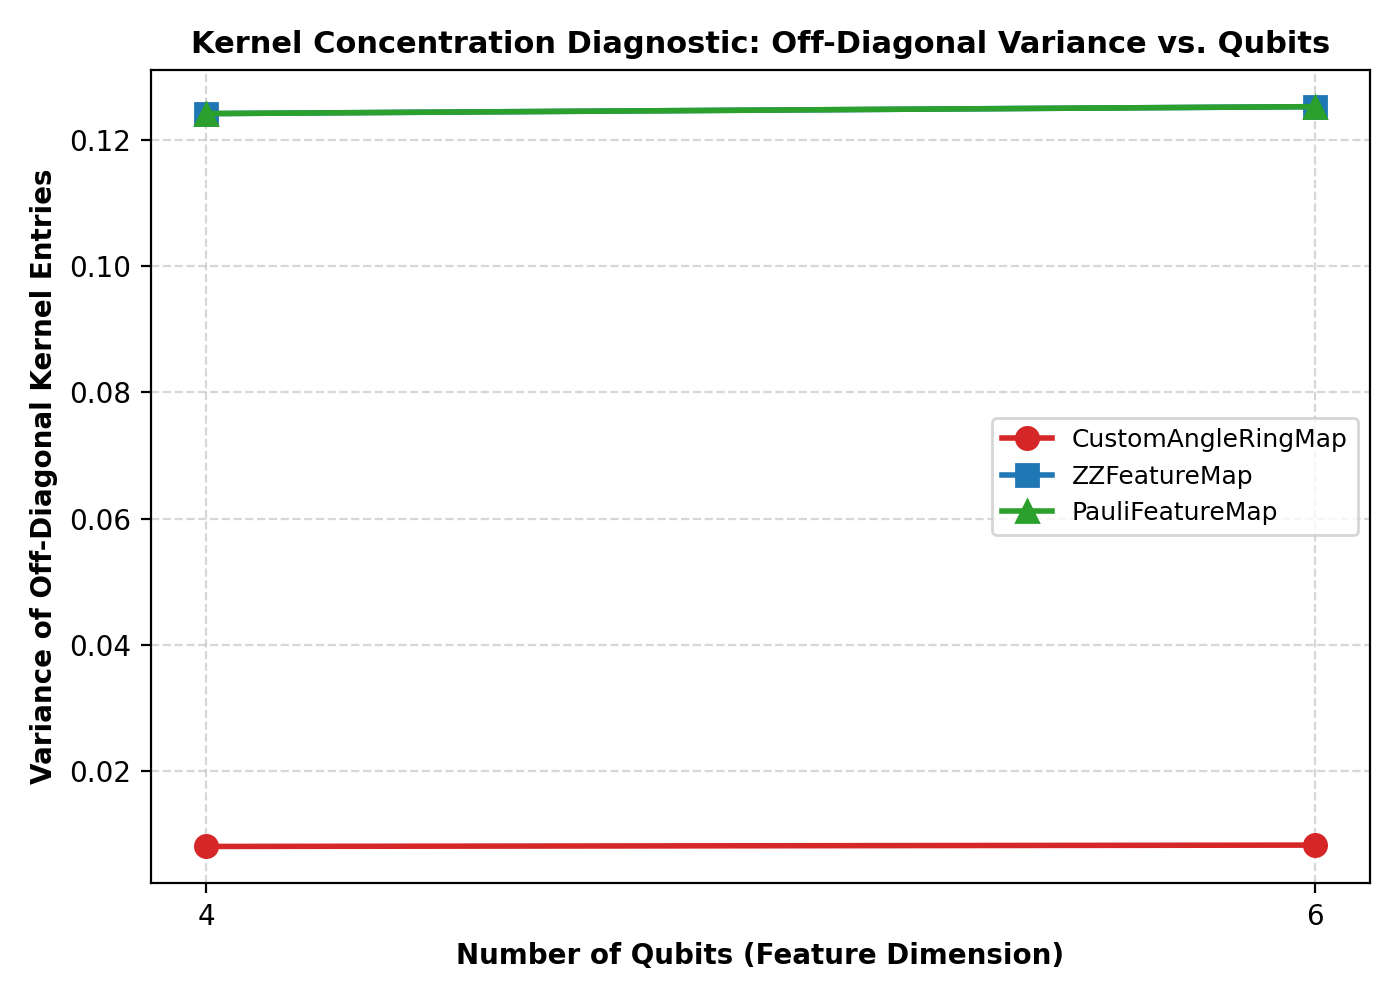 Kernel Concentration Diagnostic: Off-Diagonal Variance vs. Qubits
Variance of Off-Diagonal Kernel Entries
0.12
0.10
0.08
0.06
0.04
0.02
CustomAngleRingMap
ZZFeatureMap
PauliFeatureMap
4
6
Number of Qubits (Feature Dimension)